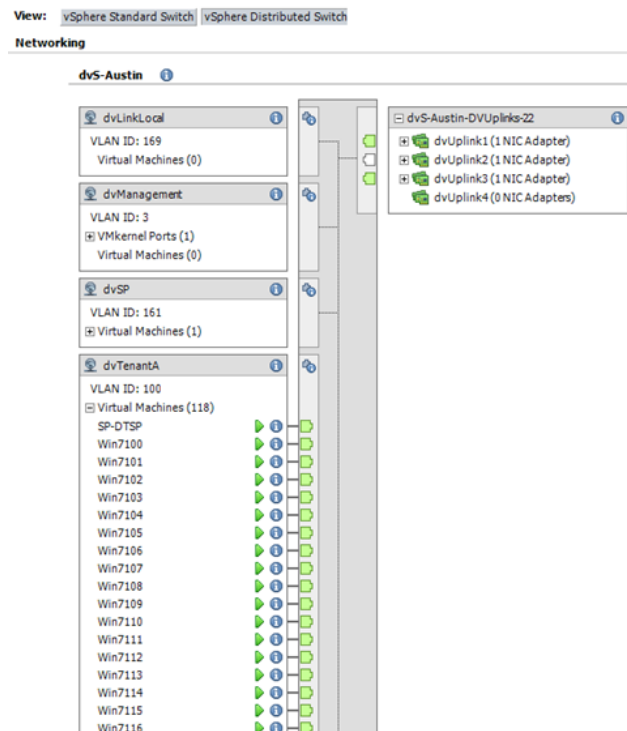 View: vSphere Standard Switch vSphere Distributed Switch
Networking
dvS-Austin
dvLinkLocal
VLAN ID: 169
Virtual Machines (0)
dvManagement
VLAN ID: 3
VMkernel Ports (1)
Virtual Machines (0)
dvSP
VLAN ID: 161
Virtual Machines (1)
dvTenantA
VLAN ID: 100
Virtual Machines (118)
SP-DTSP
Win7100
Win7101
Win7102
Win7103
Win7104
Win7105
Win7106
Win7107
Win7108
Win7109
Win7110
Win7111
Win7112
Win7113
Win7114
Win7115
Win7116
dvS-Austin-DVUplinks-22
dvUplink1 (1 NIC Adapter)
dvUplink2 (1 NIC Adapter)
dvUplink3 (1 NIC Adapter)
dvUplink4 (0 NIC Adapters)